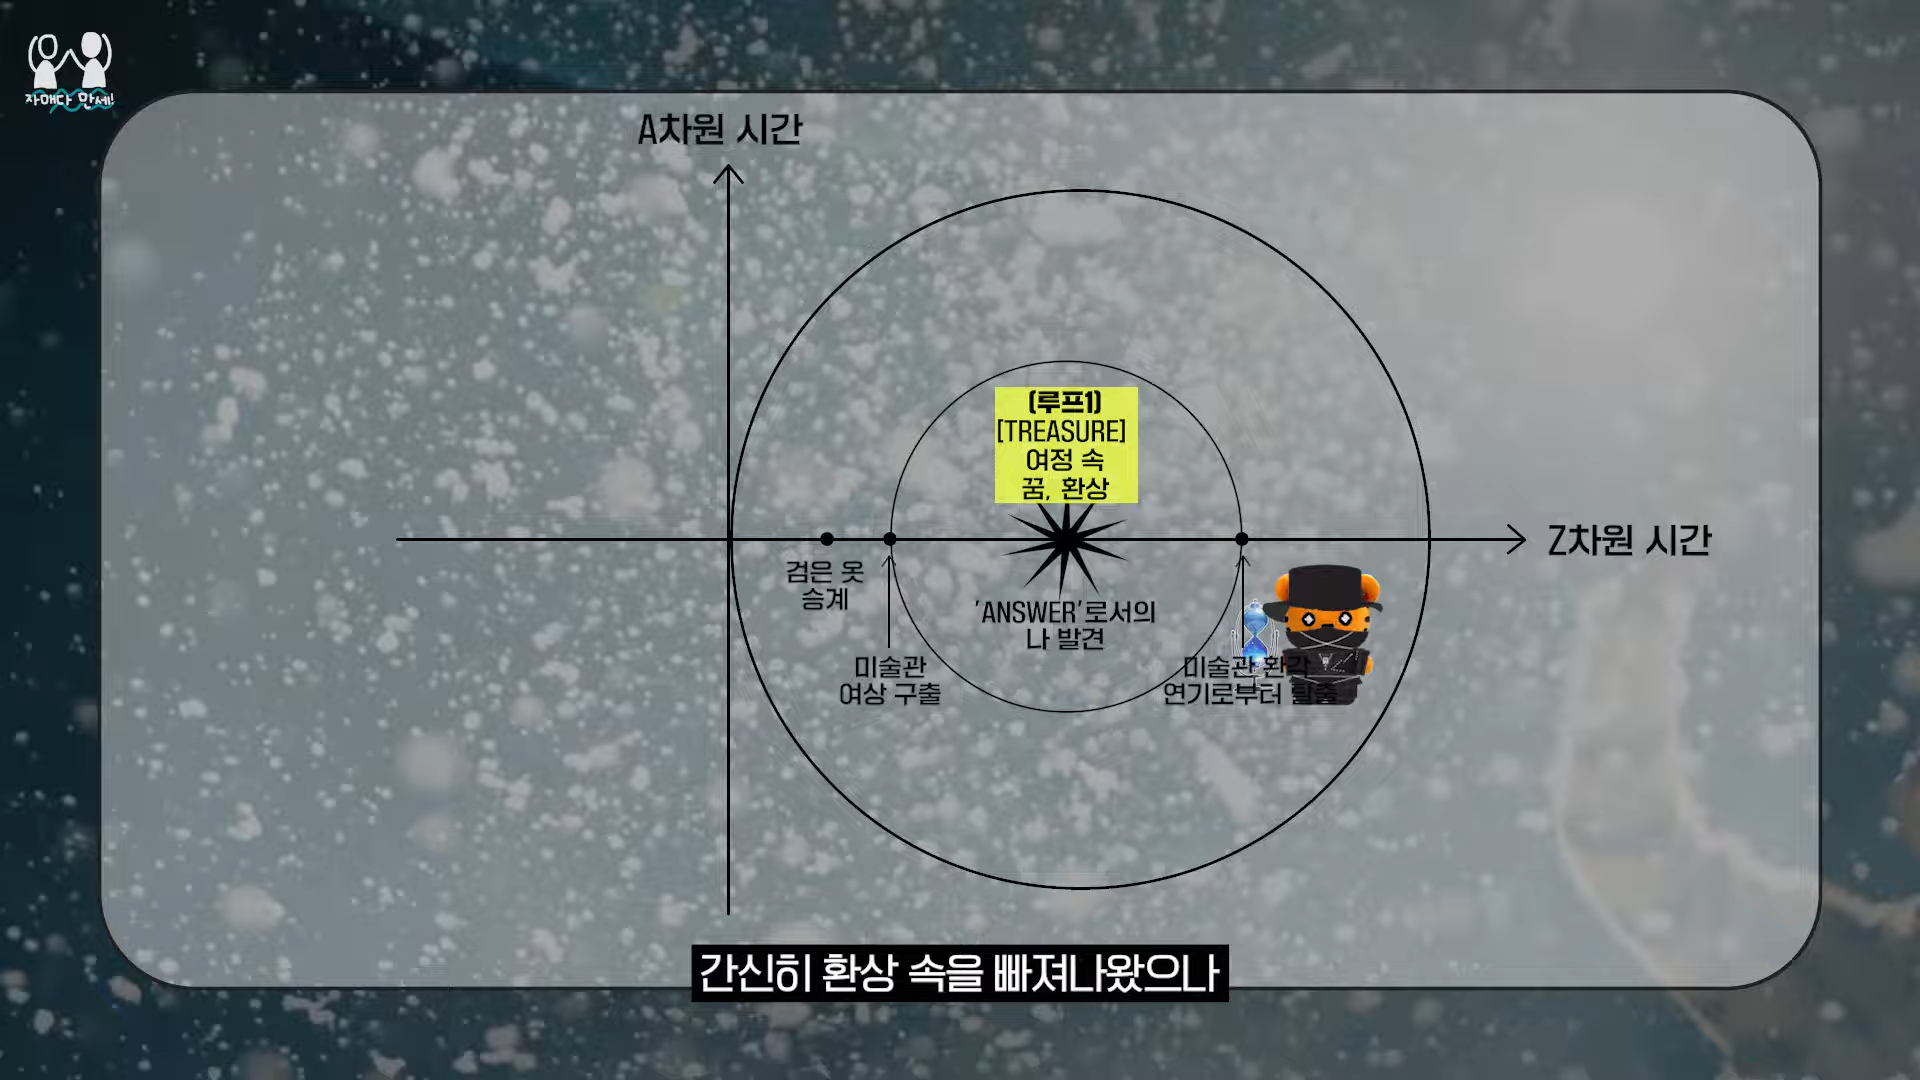 자매다 만세!
A차원 시간
(루프1)
[TREASURE]
여정 속
꿈, 환상
Z차원 시간
검은 옷
승계
'ANSWER'로서의
나 발견
미술관
여상 구출
미술관 환각
연기로부터 탈출
간신히 환상 속을 빠져나왔으나